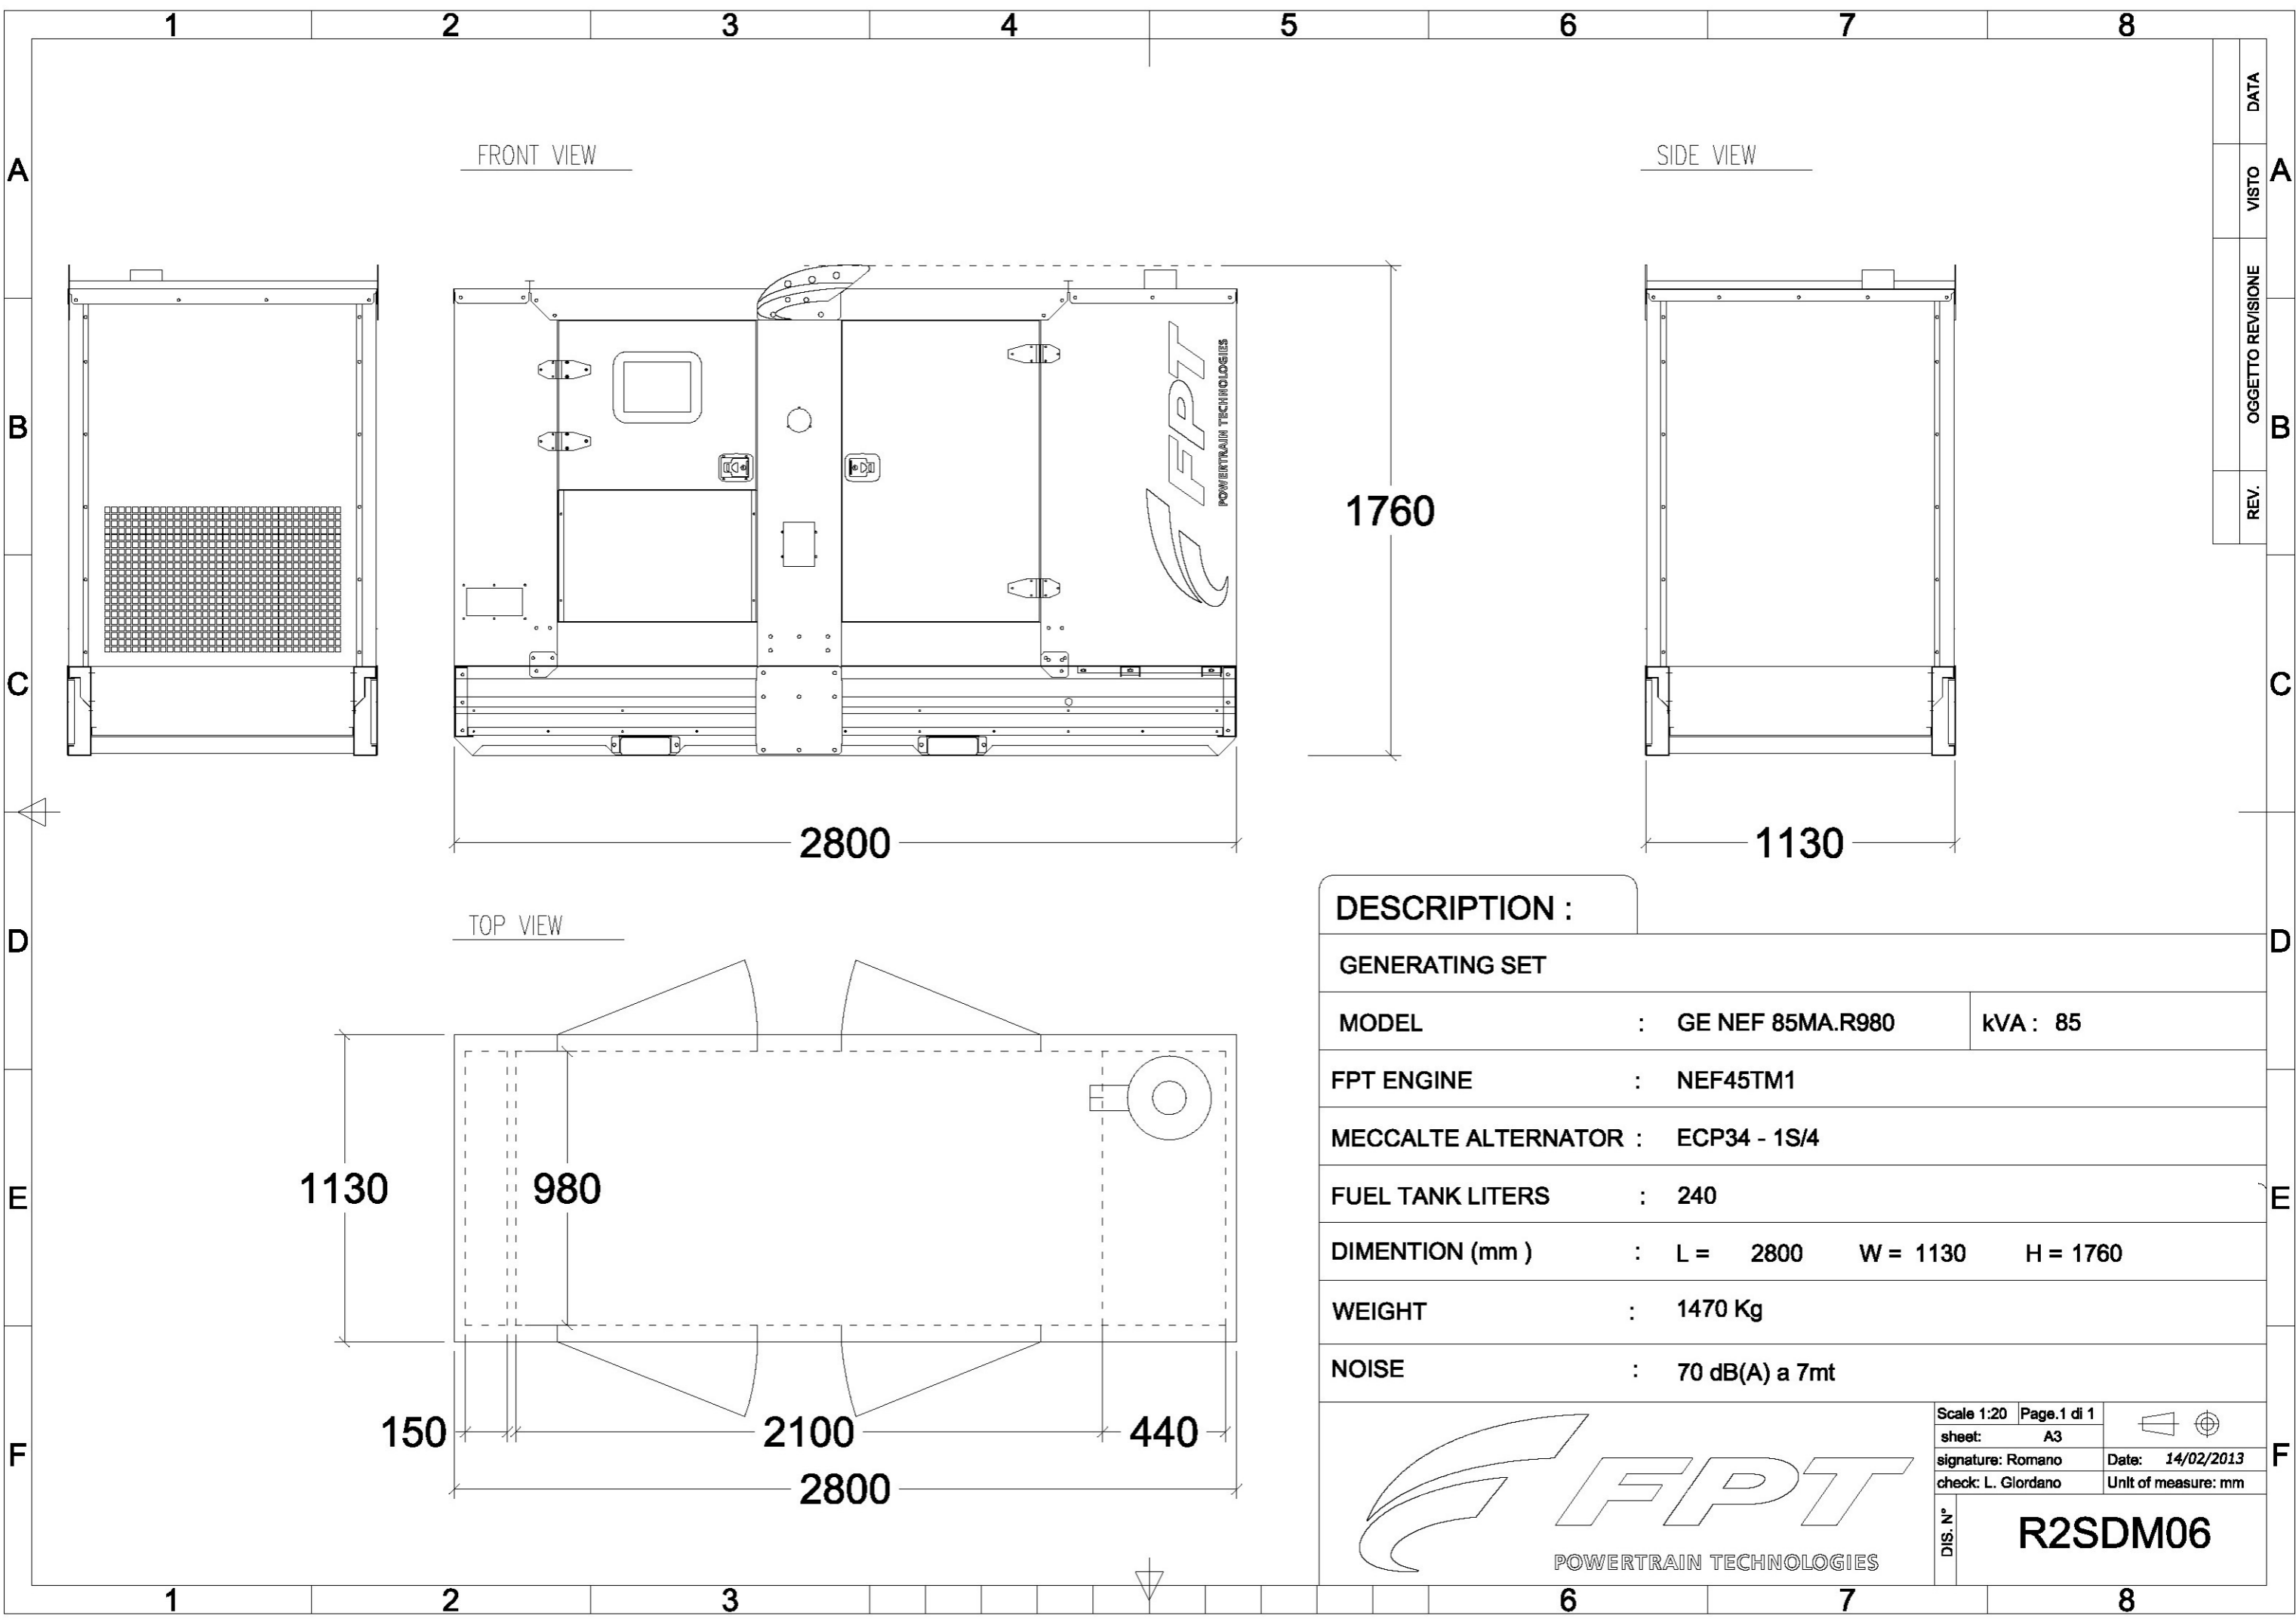 1 2 3 4 5 6 7 8
A
B
C
D
E
F
A
B
C
D
E
F
DATA
VISTO
OGGETTO REVISIONE
REV.
FRONT VIEW
SIDE VIEW
FPT
POWERTRAIN TECHNOLOGIES
1760
2800
1130
TOP VIEW
1130
980
150
2100
440
2800
DESCRIPTION :
GENERATING SET
MODEL : GE NEF 85MA.R980 kVA : 85
FPT ENGINE : NEF45TM1
MECCALTE ALTERNATOR : ECP34 - 1S/4
FUEL TANK LITERS : 240
DIMENTION (mm ) : L = 2800 W = 1130 H = 1760
WEIGHT : 1470 Kg
NOISE : 70 dB(A) a 7mt
FPT
POWERTRAIN TECHNOLOGIES
Scale 1:20 Page.1 di 1
sheet: A3
signature: Romano Date: 14/02/2013
check: L. Giordano Unit of measure: mm
DIS. N° R2SDM06
1 2 3 6 7 8